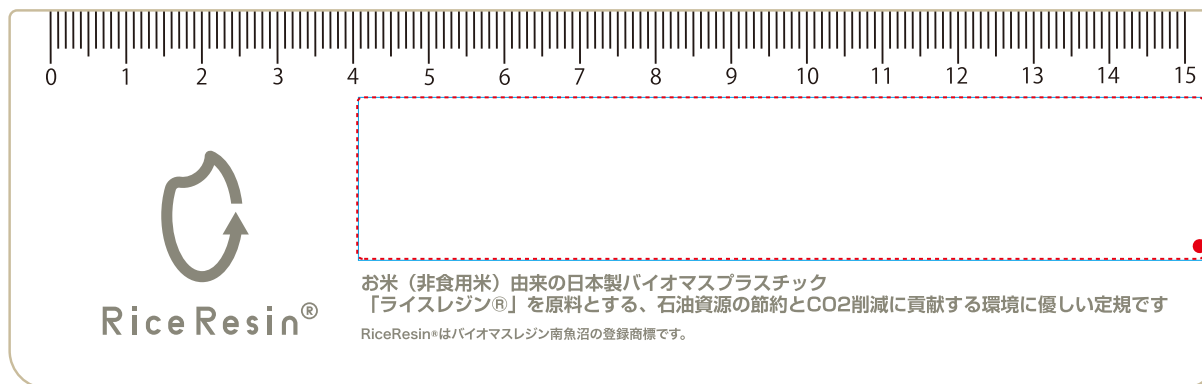 0 1 2 3 4 5 6 7 8 9 10 11 12 13 14 15
RiceResin®
お米（非食用米）由来の日本製バイオマスプラスチック
「ライスレジン®」を原料とする、石油資源の節約とCO2削減に貢献する環境に優しい定規です
RiceResin®はバイオマスレジン南魚沼の登録商標です。